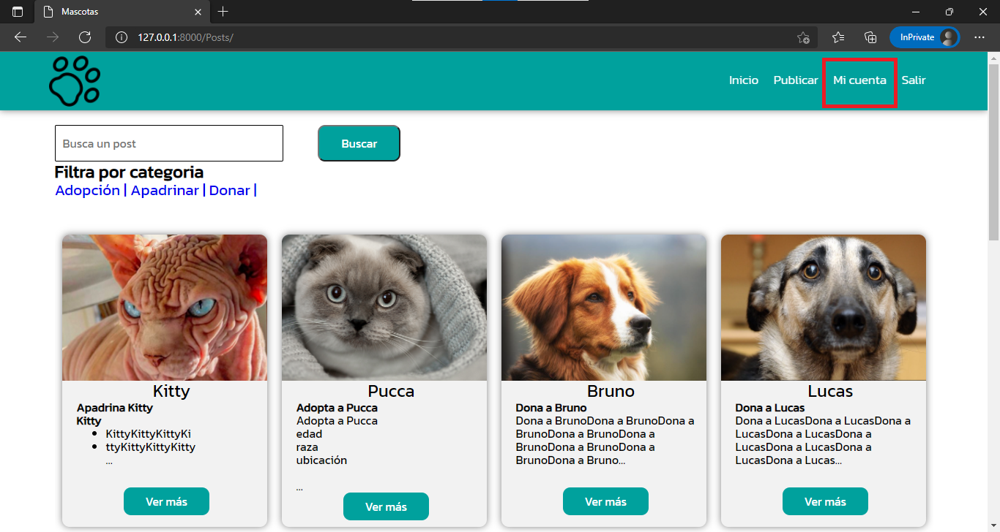 Mascotas
127.0.0.1:8000/Posts/
InPrivate
Inicio Publicar Mi cuenta Salir
Busca un post
Buscar
Filtra por categoria
Adopción | Apadrinar | Donar |
Kitty
Apadrina Kitty
Kitty
KittyKittyKittyKi
ttyKittyKittyKitty
...
Ver más
Pucca
Adopta a Pucca
Adopta a Pucca
edad
raza
ubicación
...
Ver más
Bruno
Dona a Bruno
Dona a BrunoDona a BrunoDona a
BrunoDona a BrunoDona a
BrunoDona a BrunoDona a
BrunoDona a Bruno...
Ver más
Lucas
Dona a Lucas
Dona a LucasDona a LucasDona a
LucasDona a LucasDona a
LucasDona a LucasDona a
LucasDona a Lucas...
Ver más